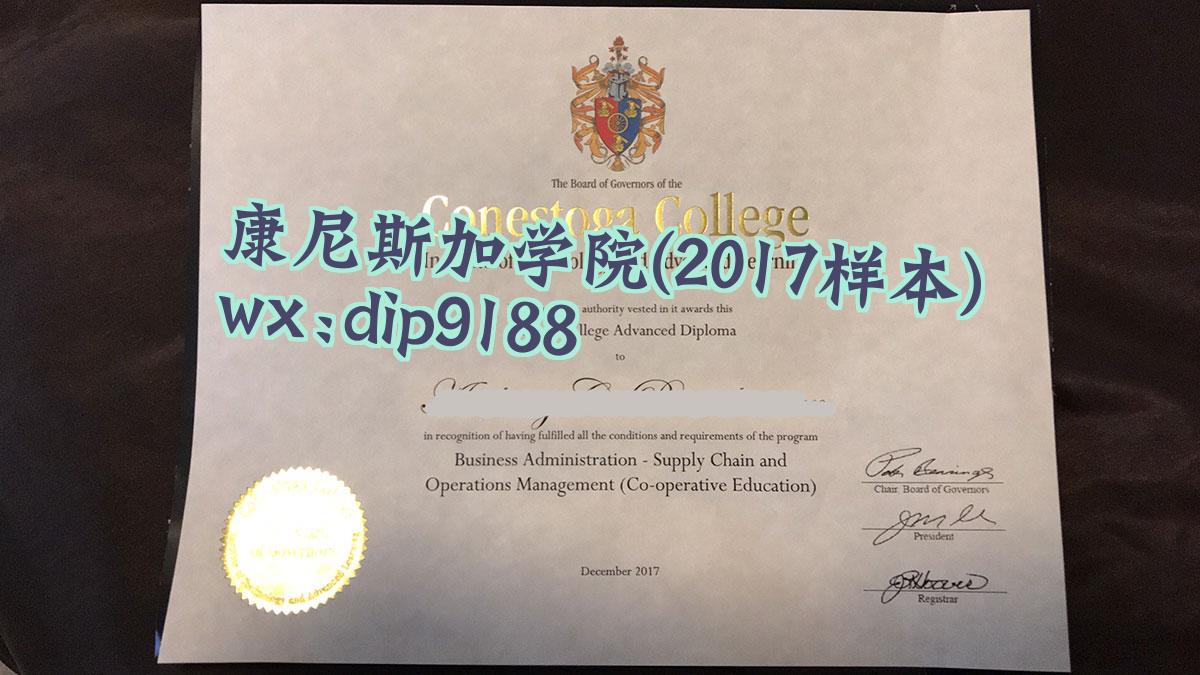 The Board of Governors of the
Conestoga College
康尼斯加学院(2017样本)
wx:dip9188
authority vested in it awards this
Advanced Diploma
to
in recognition of having fulfilled all the conditions and requirements of the program
Business Administration - Supply Chain and
Operations Management (Co-operative Education)
Chair, Board of Governors
President
Registrar
December 2017
and Advanced